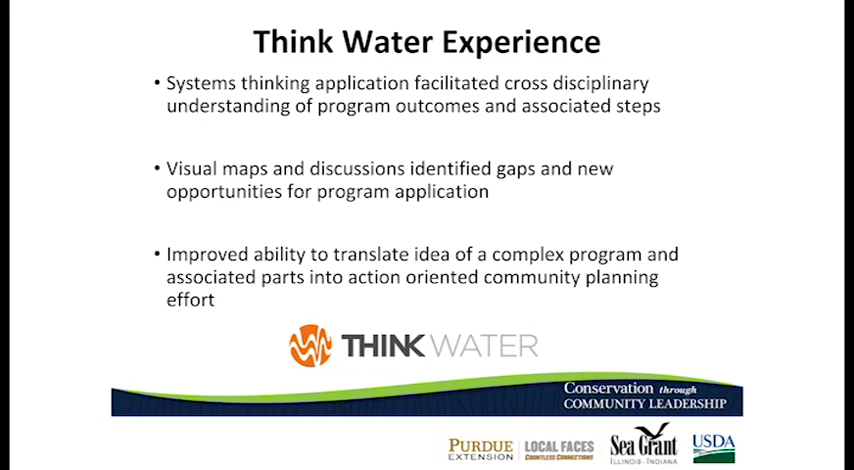 Think Water Experience
• Systems thinking application facilitated cross disciplinary
understanding of program outcomes and associated steps
• Visual maps and discussions identified gaps and new
opportunities for program application
• Improved ability to translate idea of a complex program and
associated parts into action oriented community planning
effort
THINK WATER
Conservation through
COMMUNITY LEADERSHIP
PURDUE
EXTENSION
LOCAL FACES
COUNTLESS CONNECTIONS
Sea Grant
ILLINOIS-INDIANA
USDA